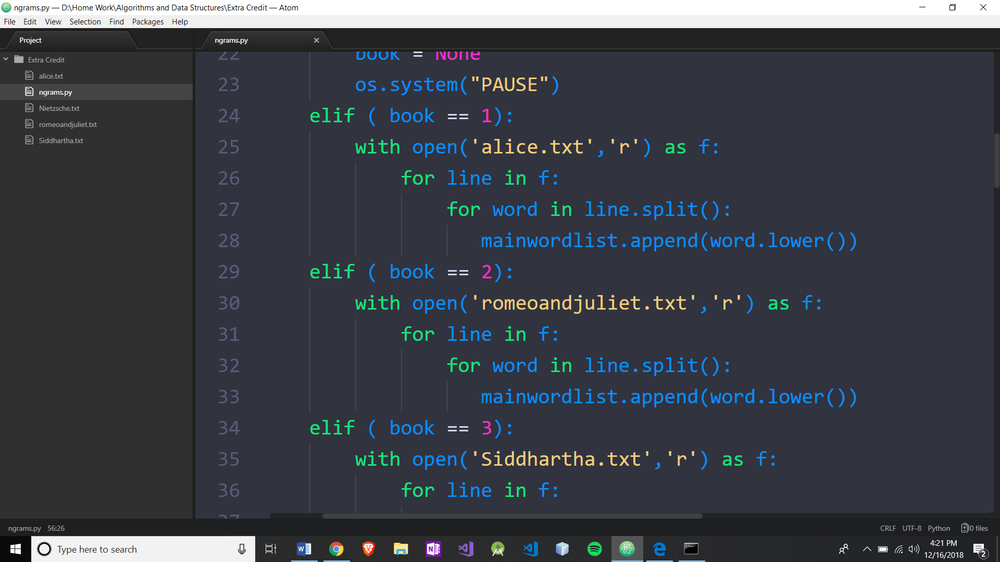 ngrams.py — D:\Home Work\Algorithms and Data Structures\Extra Credit — Atom
File Edit View Selection Find Packages Help
Project
Extra Credit
alice.txt
ngrams.py
Nietzsche.txt
romeoandjuliet.txt
Siddhartha.txt
ngrams.py
22 book = None
23 os.system("PAUSE")
24 elif ( book == 1):
25 with open('alice.txt','r') as f:
26 for line in f:
27 for word in line.split():
28 mainwordlist.append(word.lower())
29 elif ( book == 2):
30 with open('romeoandjuliet.txt','r') as f:
31 for line in f:
32 for word in line.split():
33 mainwordlist.append(word.lower())
34 elif ( book == 3):
35 with open('Siddhartha.txt','r') as f:
36 for line in f:
37
ngrams.py 56:26
CRLF UTF-8 Python 0 files
Type here to search
4:21 PM
12/16/2018
2